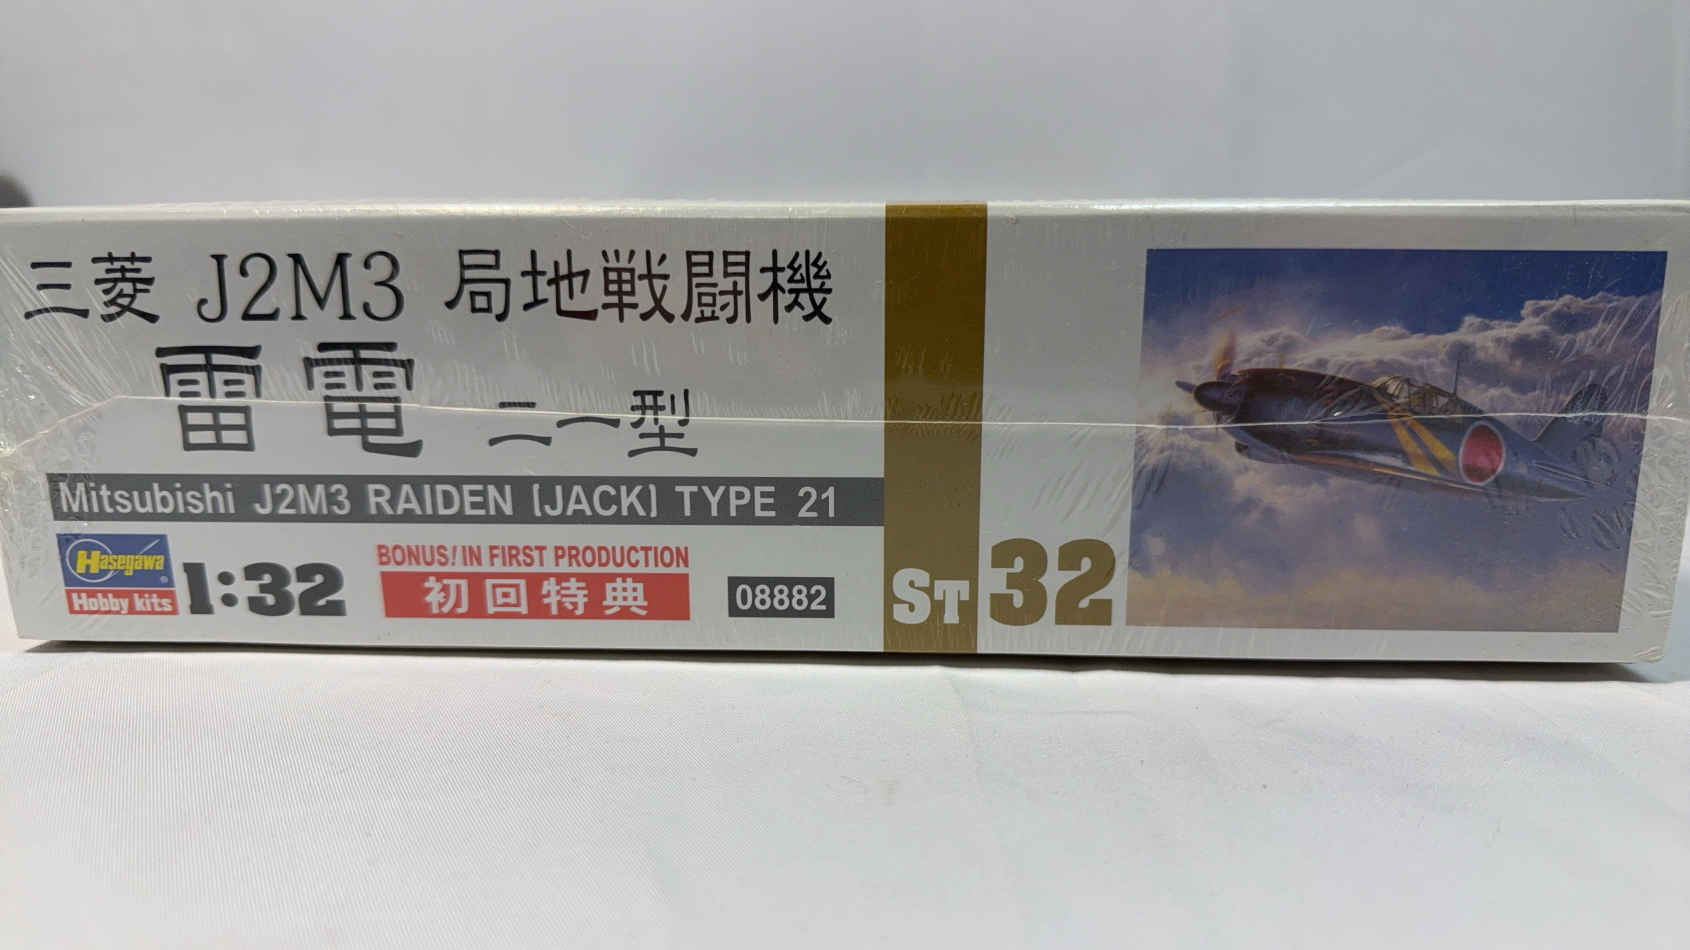 三菱 J2M3 局地戦闘機
雷電 二一型
Mitsubishi J2M3 RAIDEN [JACK] TYPE 21
Hasegawa
Hobby kits
1:32
BONUS! IN FIRST PRODUCTION
初回特典
08882
ST 32